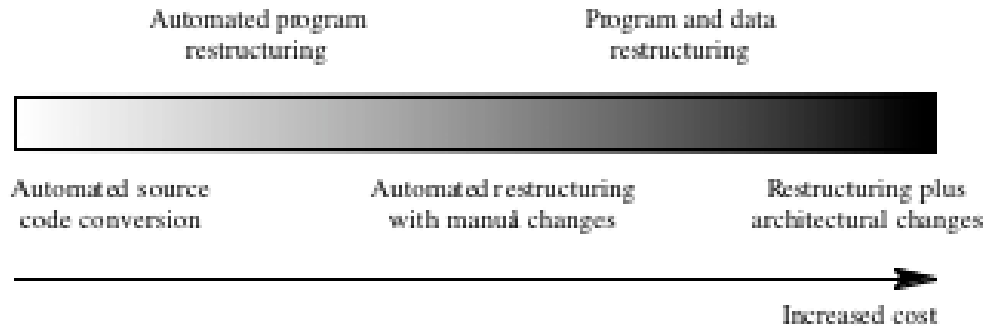 Automated program
restructuring
Program and data
restructuring
Automated source
code conversion
Automated restructuring
with manual changes
Restructuring plus
architectural changes
Increased cost